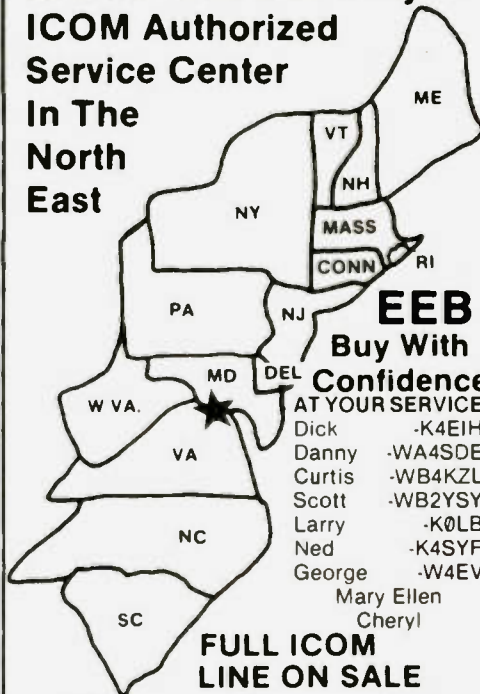 ICOM Authorized
Service Center
In The
North
East
ME
VT
NH
NY
MASS
CONN
RI
PA
NJ
EEB
Buy With
Confidence
MD
DEL
W VA.
VA
NC
SC
AT YOUR SERVICE
Dick -K4EIH
Danny -WA4SDE
Curtis -WB4KZL
Scott -WB2YSY
Larry -KØLB
Ned -K4SYF
George -W4EV
Mary Ellen
Cheryl
FULL ICOM
LINE ON SALE